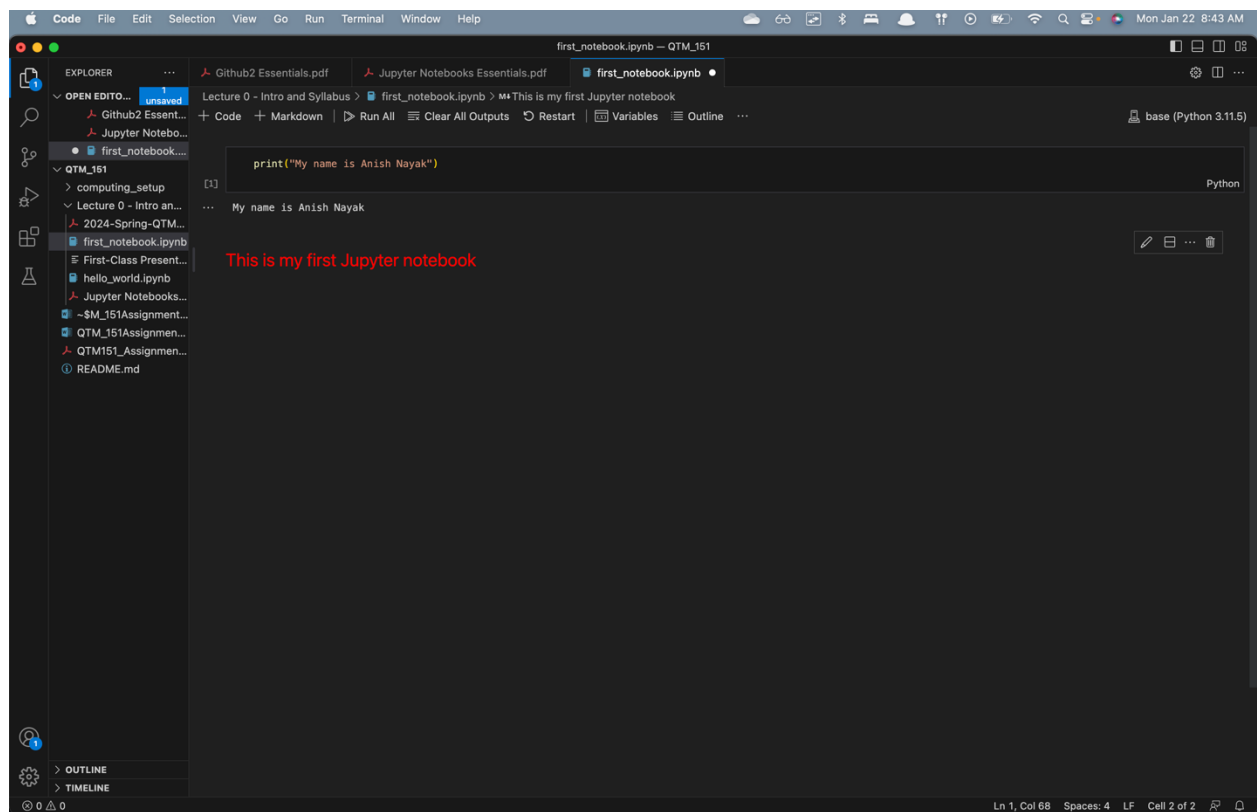 Code File Edit Selection View Go Run Terminal Window Help Mon Jan 22 8:43 AM
first_notebook.ipynb — QTM_151
EXPLORER ...
Github2 Essentials.pdf Jupyter Notebooks Essentials.pdf first_notebook.ipynb
OPEN EDITO... 1 unsaved
Lecture 0 - Intro and Syllabus > first_notebook.ipynb > M↓This is my first Jupyter notebook
Github2 Essent...
+ Code + Markdown | Run All Clear All Outputs Restart | Variables Outline ... base (Python 3.11.5)
Jupyter Notebo...
first_notebook....
print("My name is Anish Nayak")
QTM_151
[1] Python
computing_setup
Lecture 0 - Intro an...
... My name is Anish Nayak
2024-Spring-QTM...
first_notebook.ipynb
First-Class Present...
This is my first Jupyter notebook
hello_world.ipynb
Jupyter Notebooks...
~$M_151Assignment...
QTM_151Assignmen...
QTM151_Assignmen...
README.md
1
1
OUTLINE
TIMELINE
0 0 Ln 1, Col 68 Spaces: 4 LF Cell 2 of 2